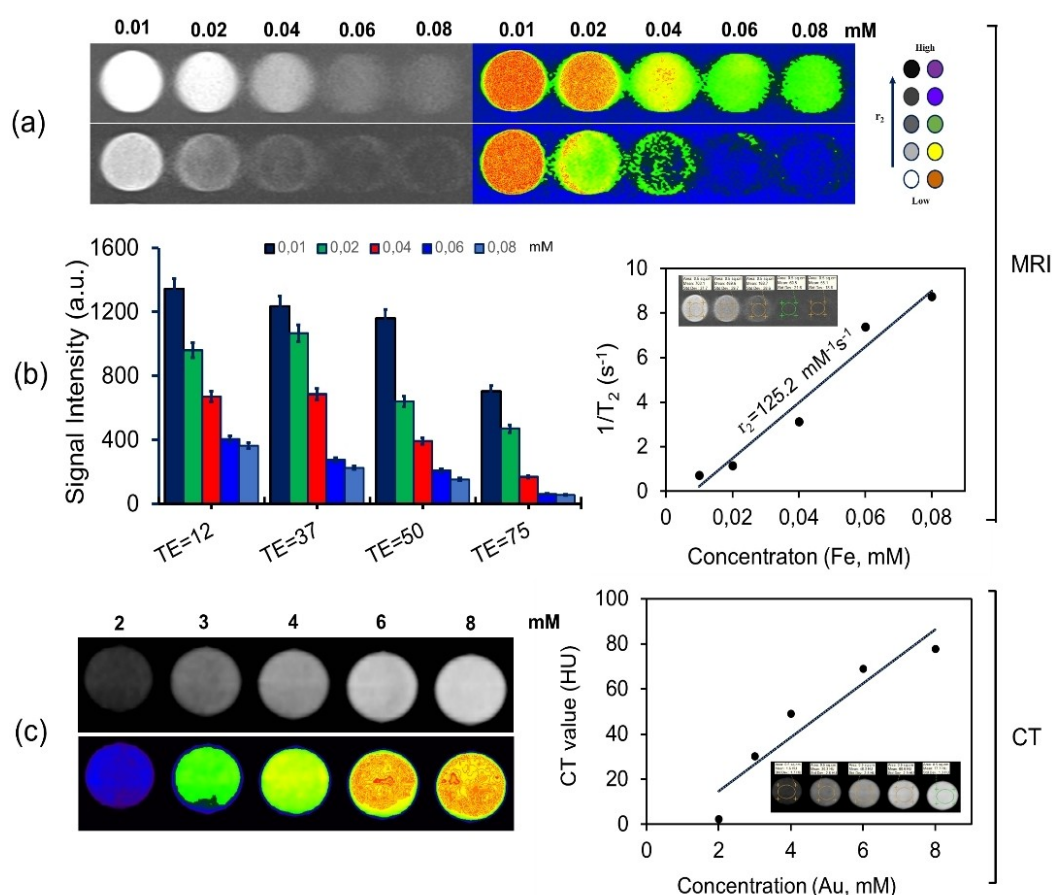 0.01 0.02 0.04 0.06 0.08 0.01 0.02 0.04 0.06 0.08 mM
(a)
High
r2
Low
MRI
(b)
Signal Intensity (a.u.)
1600
1200
800
400
0
0,01 0,02 0,04 0,06 0,08 mM
TE=12 TE=37 TE=50 TE=75
1/T2 (s-1)
10
8
6
4
2
0
r2=125.2 mM-1s-1
0 0,02 0,04 0,06 0,08
Concentraton (Fe, mM)
(c)
2 3 4 6 8 mM
CT value (HU)
100
80
60
40
20
0
0 2 4 6 8
Concentration (Au, mM)
CT